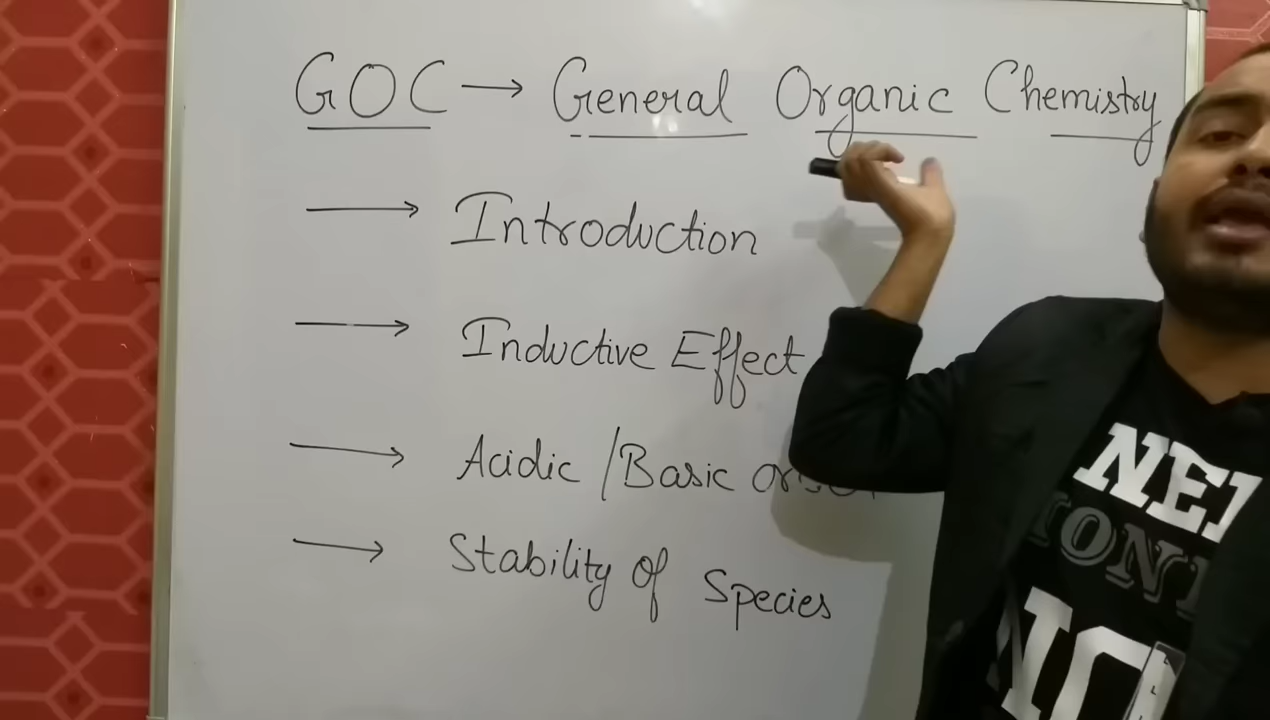 GOC → General Organic Chemistry
→ Introduction
→ Inductive Effect
→ Acidic / Basic
→ Stability of Species